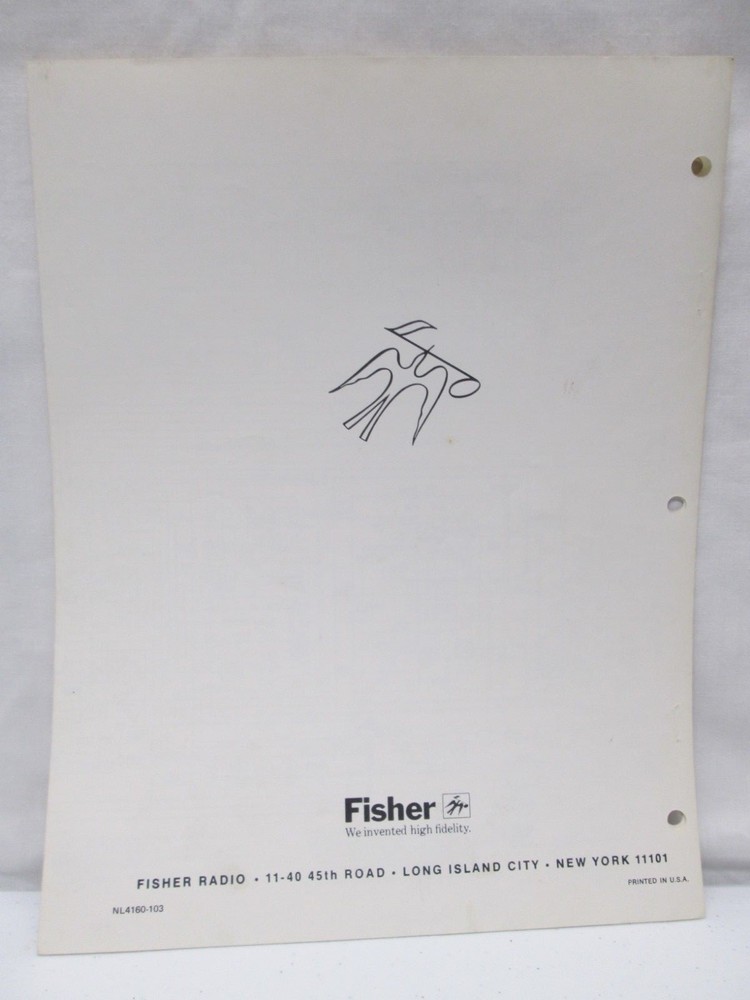 Fisher
We invented high fidelity.
FISHER RADIO • 11-40 45th ROAD • LONG ISLAND CITY • NEW YORK 11101
PRINTED IN U.S.A.
NL4160-103